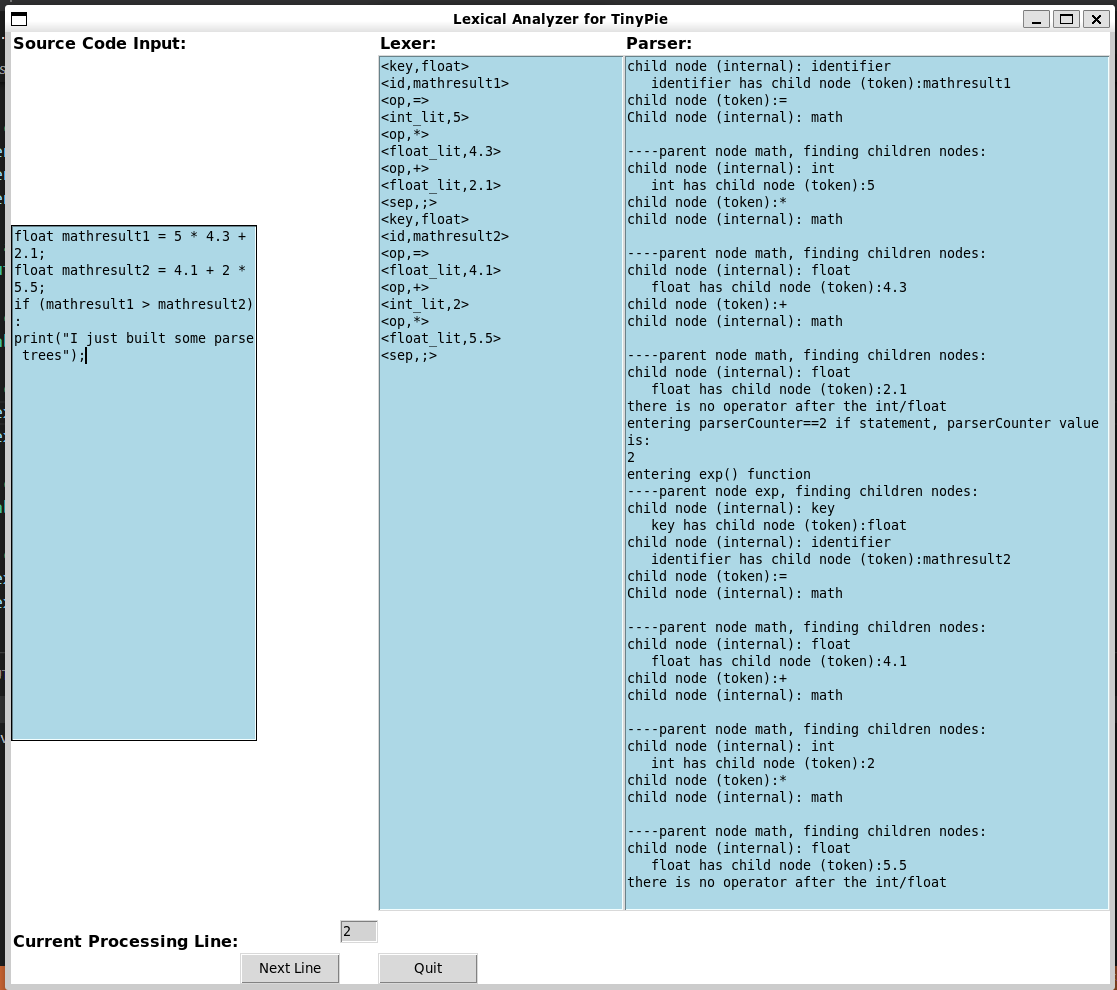 Lexical Analyzer for TinyPie
Source Code Input:
float mathresult1 = 5 * 4.3 +
2.1;
float mathresult2 = 4.1 + 2 *
5.5;
if (mathresult1 > mathresult2)
:
print("I just built some parse
 trees");
Lexer:
<key,float>
<id,mathresult1>
<op,=>
<int_lit,5>
<op,*>
<float_lit,4.3>
<op,+>
<float_lit,2.1>
<sep,;>
<key,float>
<id,mathresult2>
<op,=>
<float_lit,4.1>
<op,+>
<int_lit,2>
<op,*>
<float_lit,5.5>
<sep,;>
Parser:
child node (internal): identifier
   identifier has child node (token):mathresult1
child node (token):=
Child node (internal): math
----parent node math, finding children nodes:
child node (internal): int
   int has child node (token):5
child node (token):*
child node (internal): math
----parent node math, finding children nodes:
child node (internal): float
   float has child node (token):4.3
child node (token):+
child node (internal): math
----parent node math, finding children nodes:
child node (internal): float
   float has child node (token):2.1
there is no operator after the int/float
entering parserCounter==2 if statement, parserCounter value
is:
2
entering exp() function
----parent node exp, finding children nodes:
child node (internal): key
   key has child node (token):float
child node (internal): identifier
   identifier has child node (token):mathresult2
child node (token):=
Child node (internal): math
----parent node math, finding children nodes:
child node (internal): float
   float has child node (token):4.1
child node (token):+
child node (internal): math
----parent node math, finding children nodes:
child node (internal): int
   int has child node (token):2
child node (token):*
child node (internal): math
----parent node math, finding children nodes:
child node (internal): float
   float has child node (token):5.5
there is no operator after the int/float
Current Processing Line:
2
Next Line
Quit